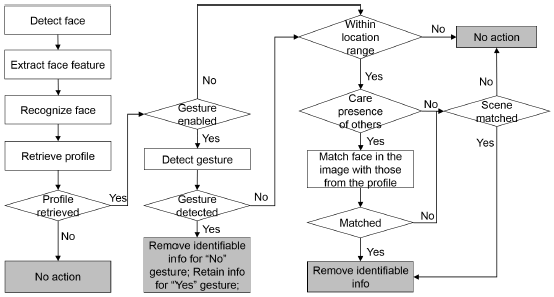 Detect face
Extract face feature
Recognize face
Retrieve profile
Profile
retrieved
Yes
No
No action
Gesture
enabled
No
Yes
Detect gesture
Gesture
detected
No
Yes
Remove identifiable
info for “No”
gesture; Retain info
for “Yes” gesture;
Within
location
range
No
Yes
No action
Care
presence
of others
No
Yes
Scene
matched
No
Yes
Match face in the
image with those
from the profile
Matched
No
Yes
Remove identifiable
info